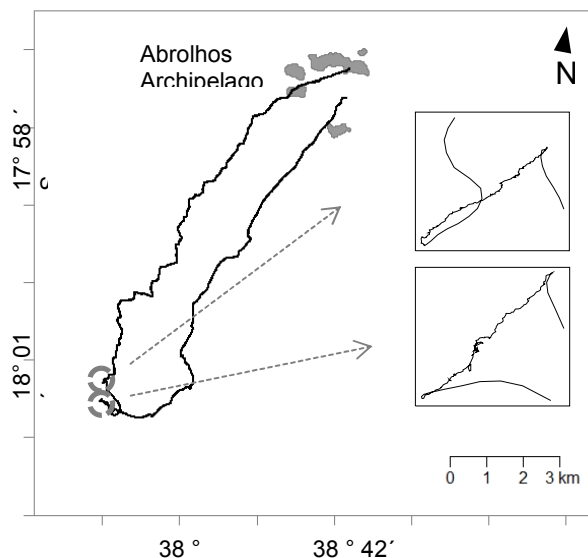 Abrolhos
Archipelago
N
17° 58´
S
18° 01
´
0 1 2 3 km
38 °
38 ° 42´